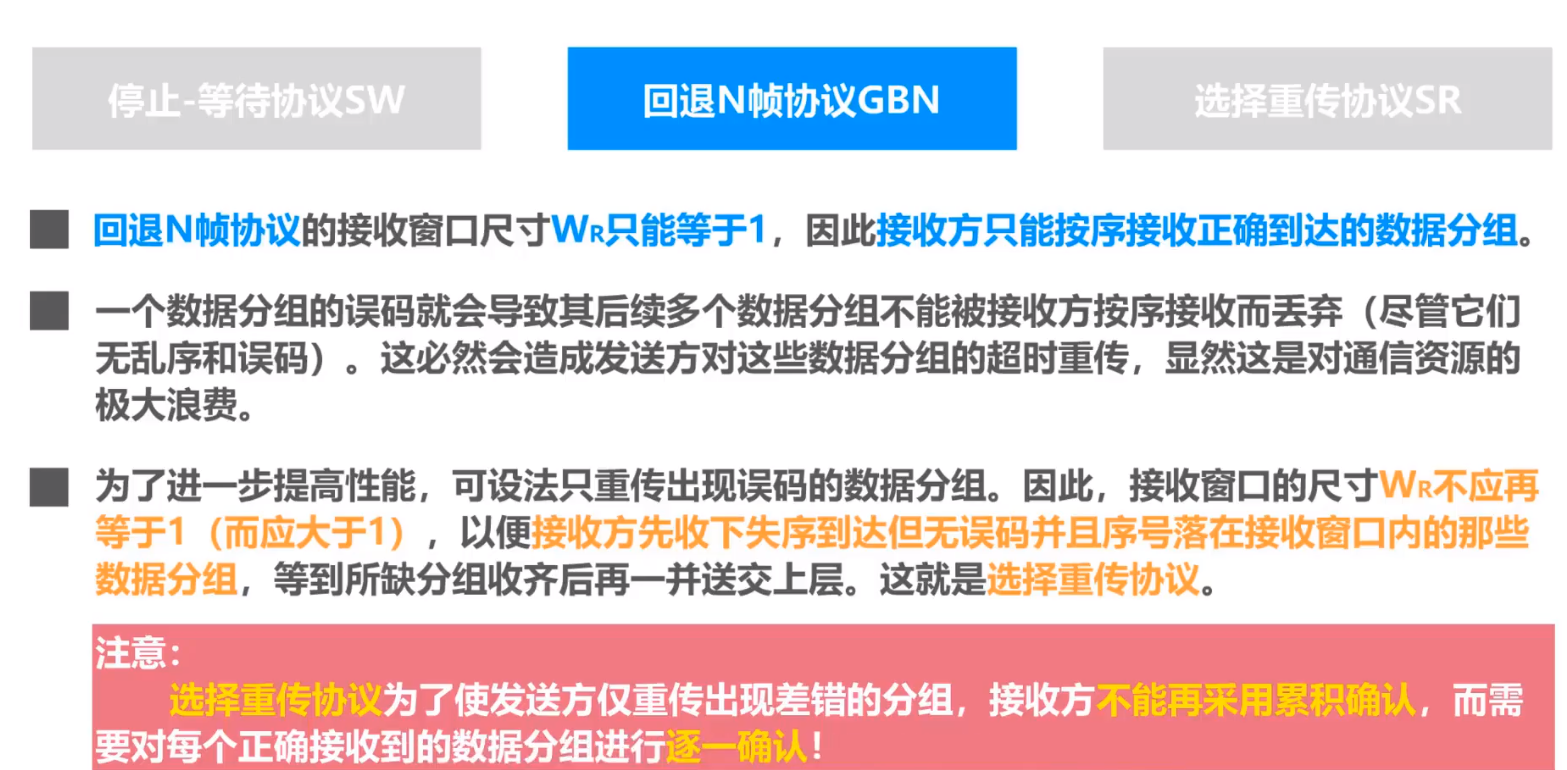 停止-等待协议SW
回退N帧协议GBN
选择重传协议SR
回退N帧协议的接收窗口尺寸WR只能等于1，因此接收方只能按序接收正确到达的数据分组。
一个数据分组的误码就会导致其后续多个数据分组不能被接收方按序接收而丢弃（尽管它们
无乱序和误码）。这必然会造成发送方对这些数据分组的超时重传，显然这是对通信资源的
极大浪费。
为了进一步提高性能，可设法只重传出现误码的数据分组。因此，接收窗口的尺寸WR不应再
等于1（而应大于1），以便接收方先收下失序到达但无误码并且序号落在接收窗口内的那些
数据分组，等到所缺分组收齐后再一并送交上层。这就是选择重传协议。
注意：
选择重传协议为了使发送方仅重传出现差错的分组，接收方不能再采用累积确认，而需
要对每个正确接收到的数据分组进行逐一确认！